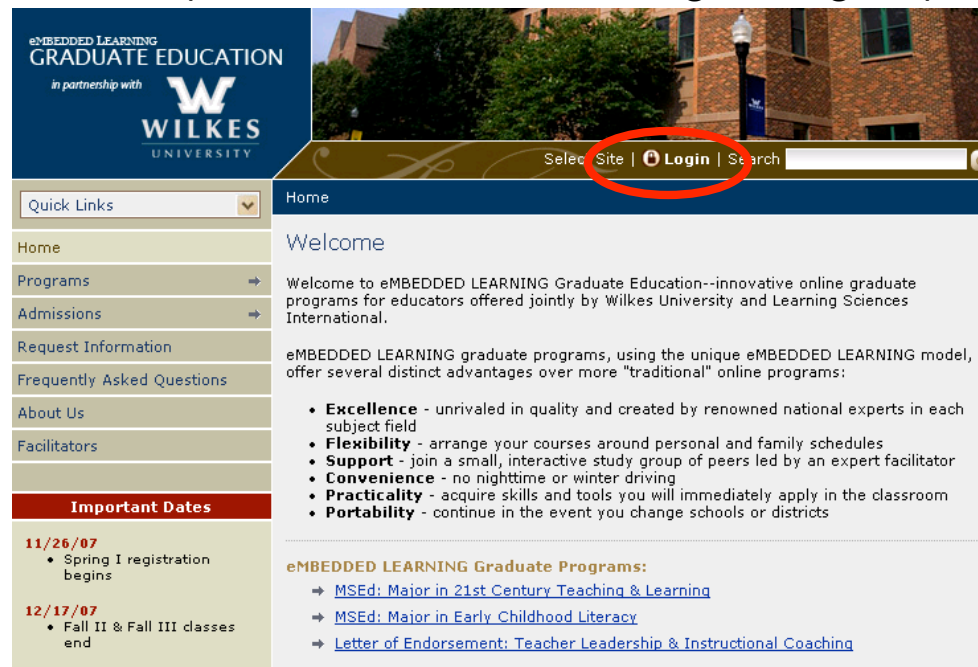 eMBEDDED LEARNING
GRADUATE EDUCATION
in partnership with
W
WILKES
UNIVERSITY
Select Site | Login | Search
Quick Links
Home
Home
Programs
Admissions
Request Information
Frequently Asked Questions
About Us
Facilitators
Important Dates
11/26/07
• Spring I registration
begins
12/17/07
• Fall II & Fall III classes
end
Welcome
Welcome to eMBEDDED LEARNING Graduate Education--innovative online graduate
programs for educators offered jointly by Wilkes University and Learning Sciences
International.
eMBEDDED LEARNING graduate programs, using the unique eMBEDDED LEARNING model,
offer several distinct advantages over more "traditional" online programs:
• Excellence - unrivaled in quality and created by renowned national experts in each
subject field
• Flexibility - arrange your courses around personal and family schedules
• Support - join a small, interactive study group of peers led by an expert facilitator
• Convenience - no nighttime or winter driving
• Practicality - acquire skills and tools you will immediately apply in the classroom
• Portability - continue in the event you change schools or districts
eMBEDDED LEARNING Graduate Programs:
MSEd: Major in 21st Century Teaching & Learning
MSEd: Major in Early Childhood Literacy
Letter of Endorsement: Teacher Leadership & Instructional Coaching